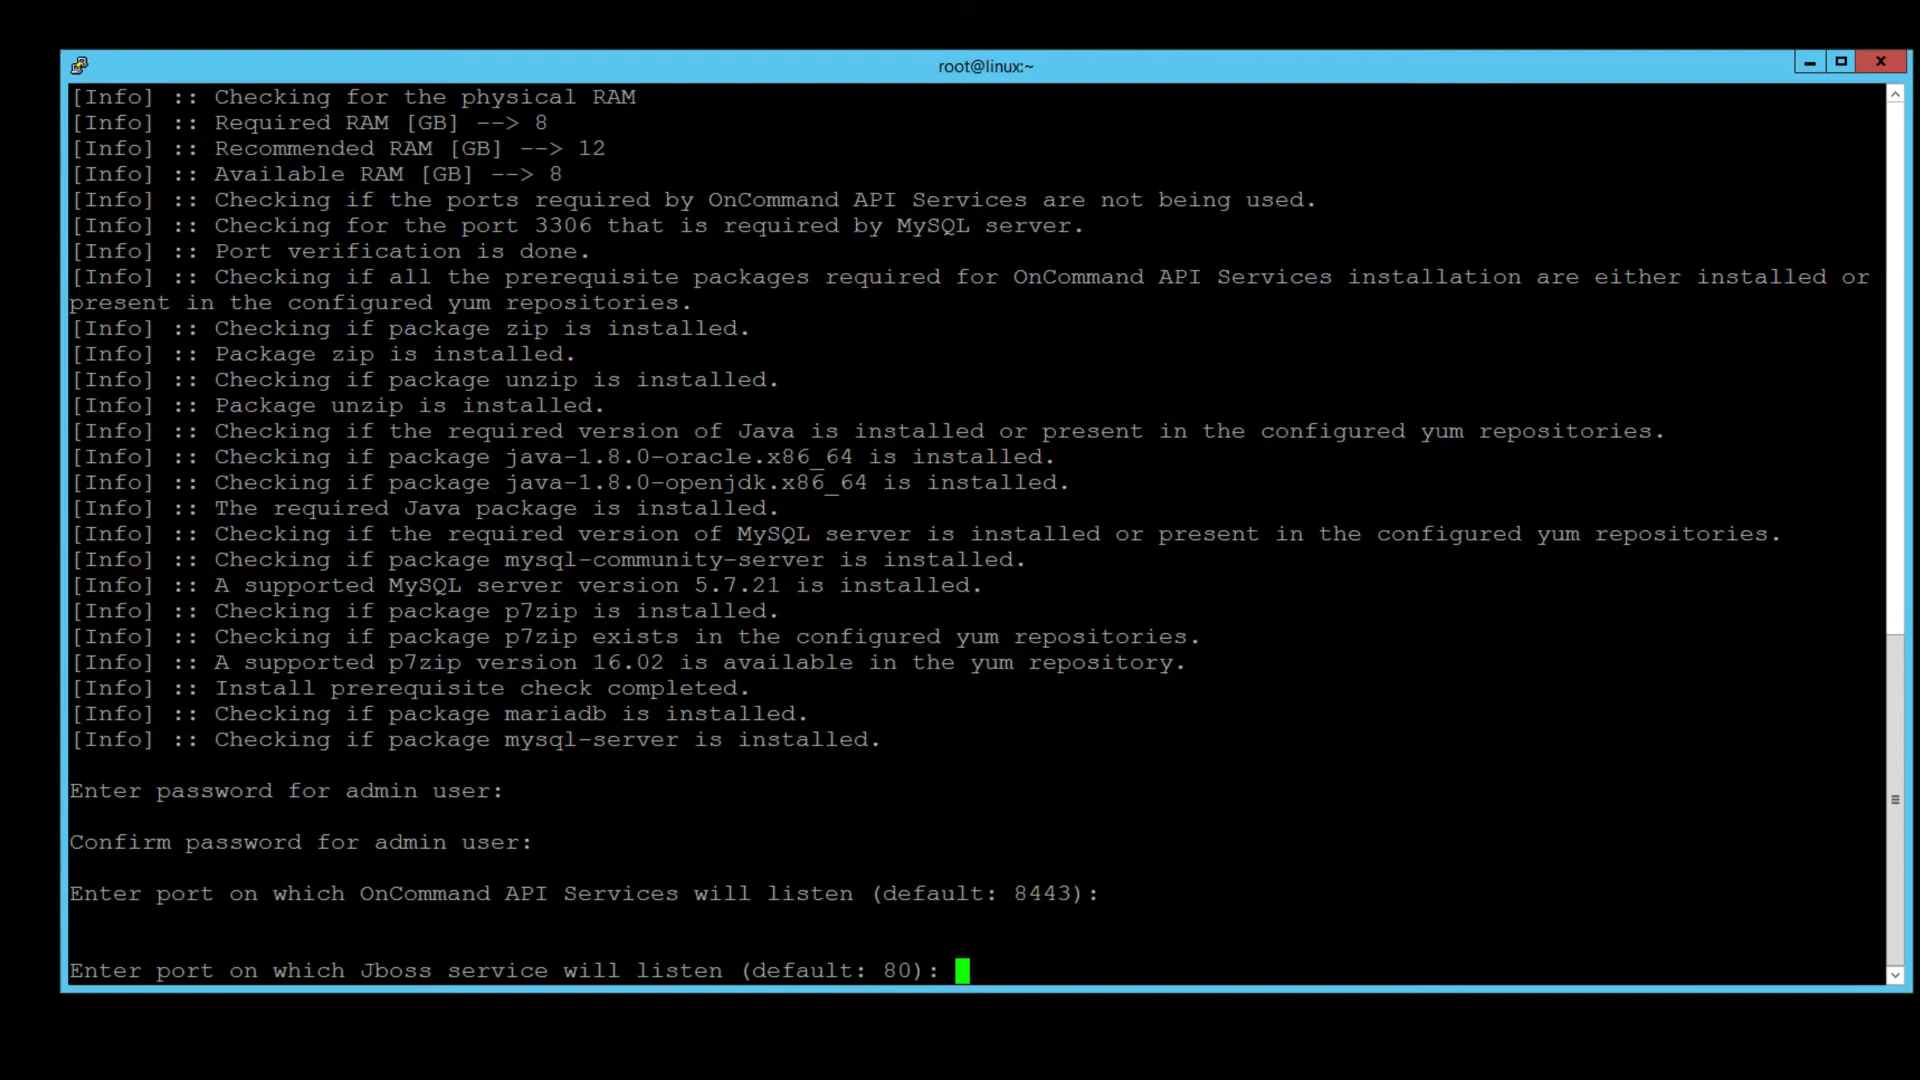 root@linux:~
[Info] :: Checking for the physical RAM
[Info] :: Required RAM [GB] --> 8
[Info] :: Recommended RAM [GB] --> 12
[Info] :: Available RAM [GB] --> 8
[Info] :: Checking if the ports required by OnCommand API Services are not being used.
[Info] :: Checking for the port 3306 that is required by MySQL server.
[Info] :: Port verification is done.
[Info] :: Checking if all the prerequisite packages required for OnCommand API Services installation are either installed or
present in the configured yum repositories.
[Info] :: Checking if package zip is installed.
[Info] :: Package zip is installed.
[Info] :: Checking if package unzip is installed.
[Info] :: Package unzip is installed.
[Info] :: Checking if the required version of Java is installed or present in the configured yum repositories.
[Info] :: Checking if package java-1.8.0-oracle.x86_64 is installed.
[Info] :: Checking if package java-1.8.0-openjdk.x86_64 is installed.
[Info] :: The required Java package is installed.
[Info] :: Checking if the required version of MySQL server is installed or present in the configured yum repositories.
[Info] :: Checking if package mysql-community-server is installed.
[Info] :: A supported MySQL server version 5.7.21 is installed.
[Info] :: Checking if package p7zip is installed.
[Info] :: Checking if package p7zip exists in the configured yum repositories.
[Info] :: A supported p7zip version 16.02 is available in the yum repository.
[Info] :: Install prerequisite check completed.
[Info] :: Checking if package mariadb is installed.
[Info] :: Checking if package mysql-server is installed.
Enter password for admin user:
Confirm password for admin user:
Enter port on which OnCommand API Services will listen (default: 8443):
Enter port on which Jboss service will listen (default: 80):